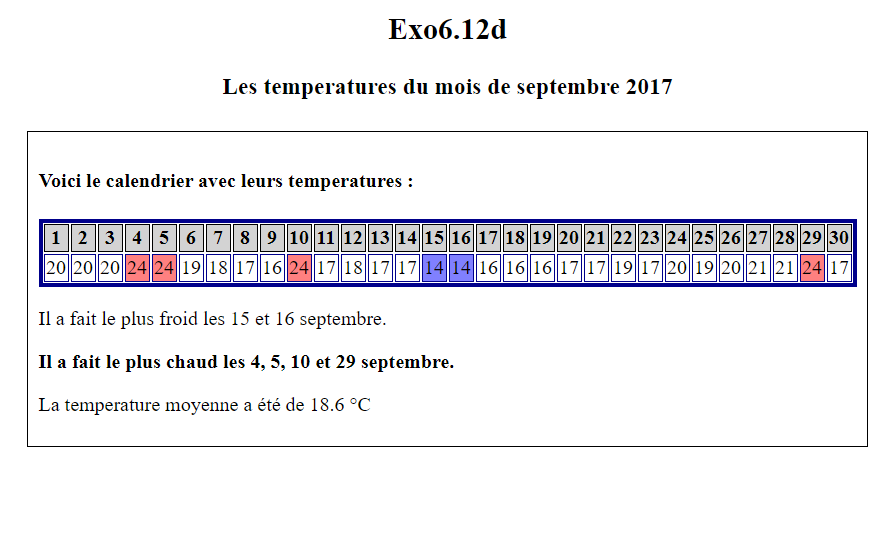 Exo6.12d
Les temperatures du mois de septembre 2017
Voici le calendrier avec leurs temperatures :
1 2 3 4 5 6 7 8 9 10 11 12 13 14 15 16 17 18 19 20 21 22 23 24 25 26 27 28 29 30
20 20 20 24 24 19 18 17 16 24 17 18 17 17 14 14 16 16 16 17 17 19 17 20 19 20 21 21 24 17
Il a fait le plus froid les 15 et 16 septembre.
Il a fait le plus chaud les 4, 5, 10 et 29 septembre.
La temperature moyenne a été de 18.6 °C